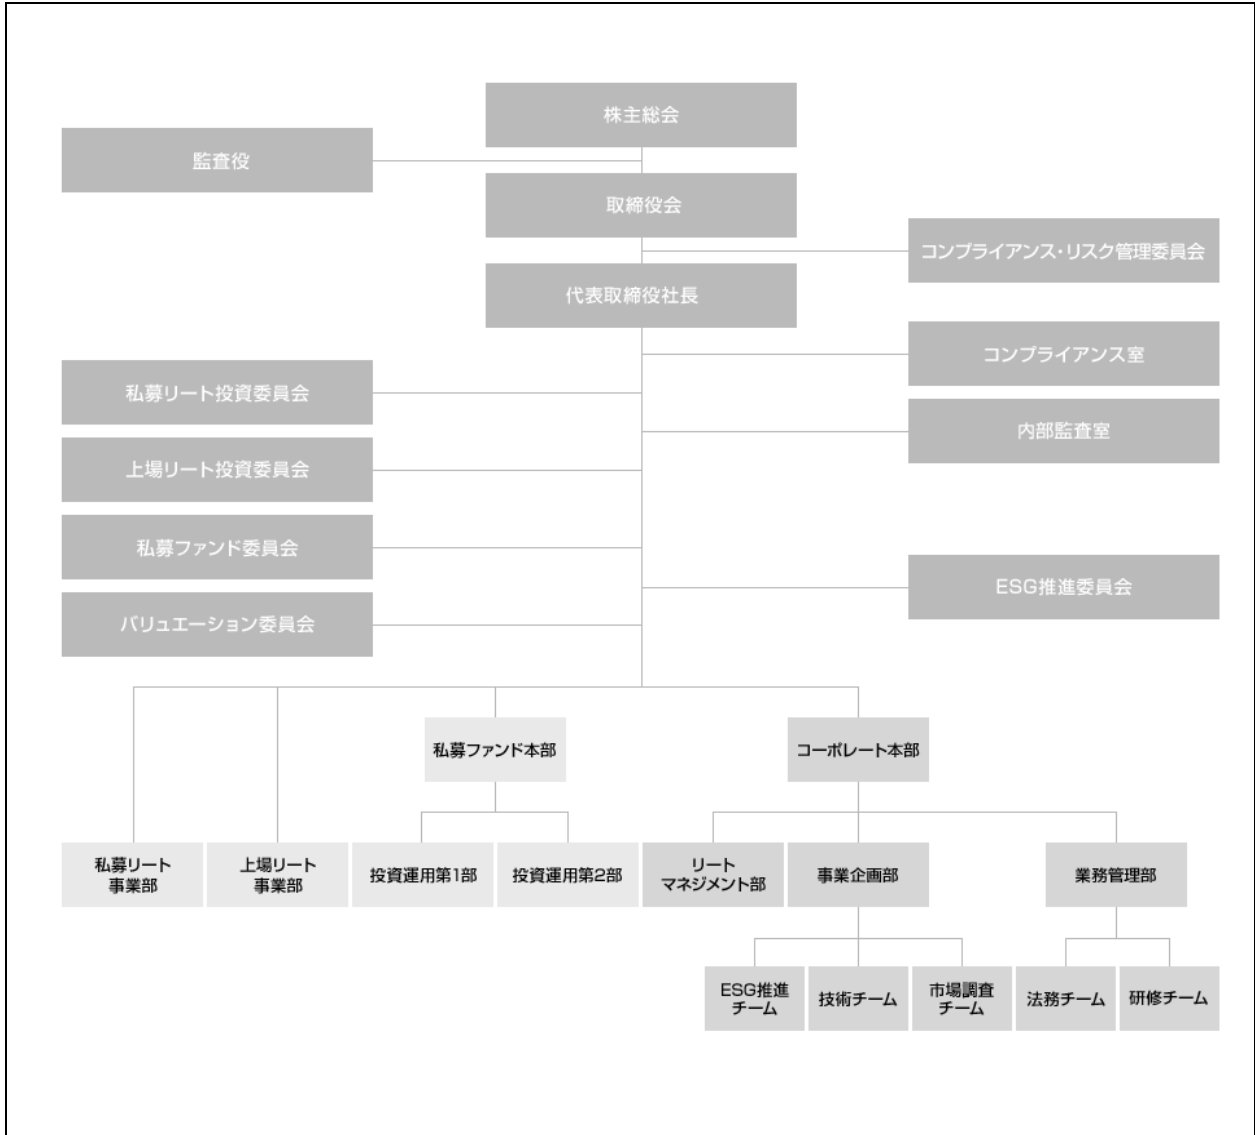 株主総会
監査役
取締役会
コンプライアンス・リスク管理委員会
代表取締役社長
コンプライアンス室
私募リート投資委員会
内部監査室
上場リート投資委員会
私募ファンド委員会
ESG推進委員会
バリュエーション委員会
私募ファンド本部
コーポレート本部
私募リート
事業部
上場リート
事業部
投資運用第1部
投資運用第2部
リート
マネジメント部
事業企画部
業務管理部
ESG推進
チーム
技術チーム
市場調査
チーム
法務チーム
研修チーム